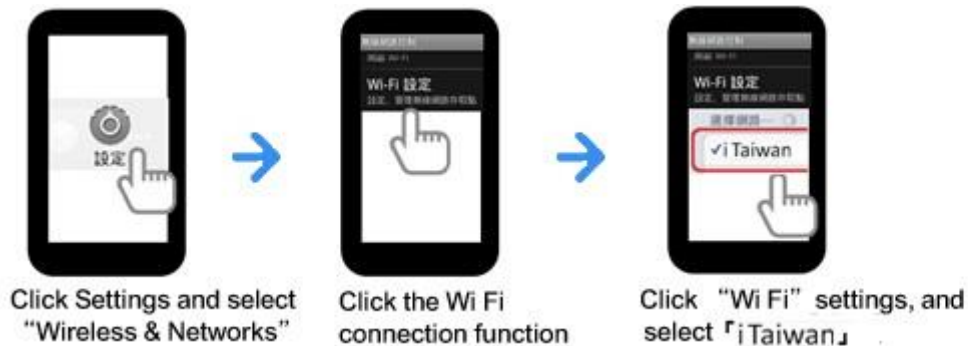 設定
Wi-Fi 設定
Wi-Fi 設定
✓i Taiwan
Click Settings and select
“Wireless & Networks”
Click the Wi Fi
connection function
Click “Wi Fi” settings, and
select「i Taiwan」